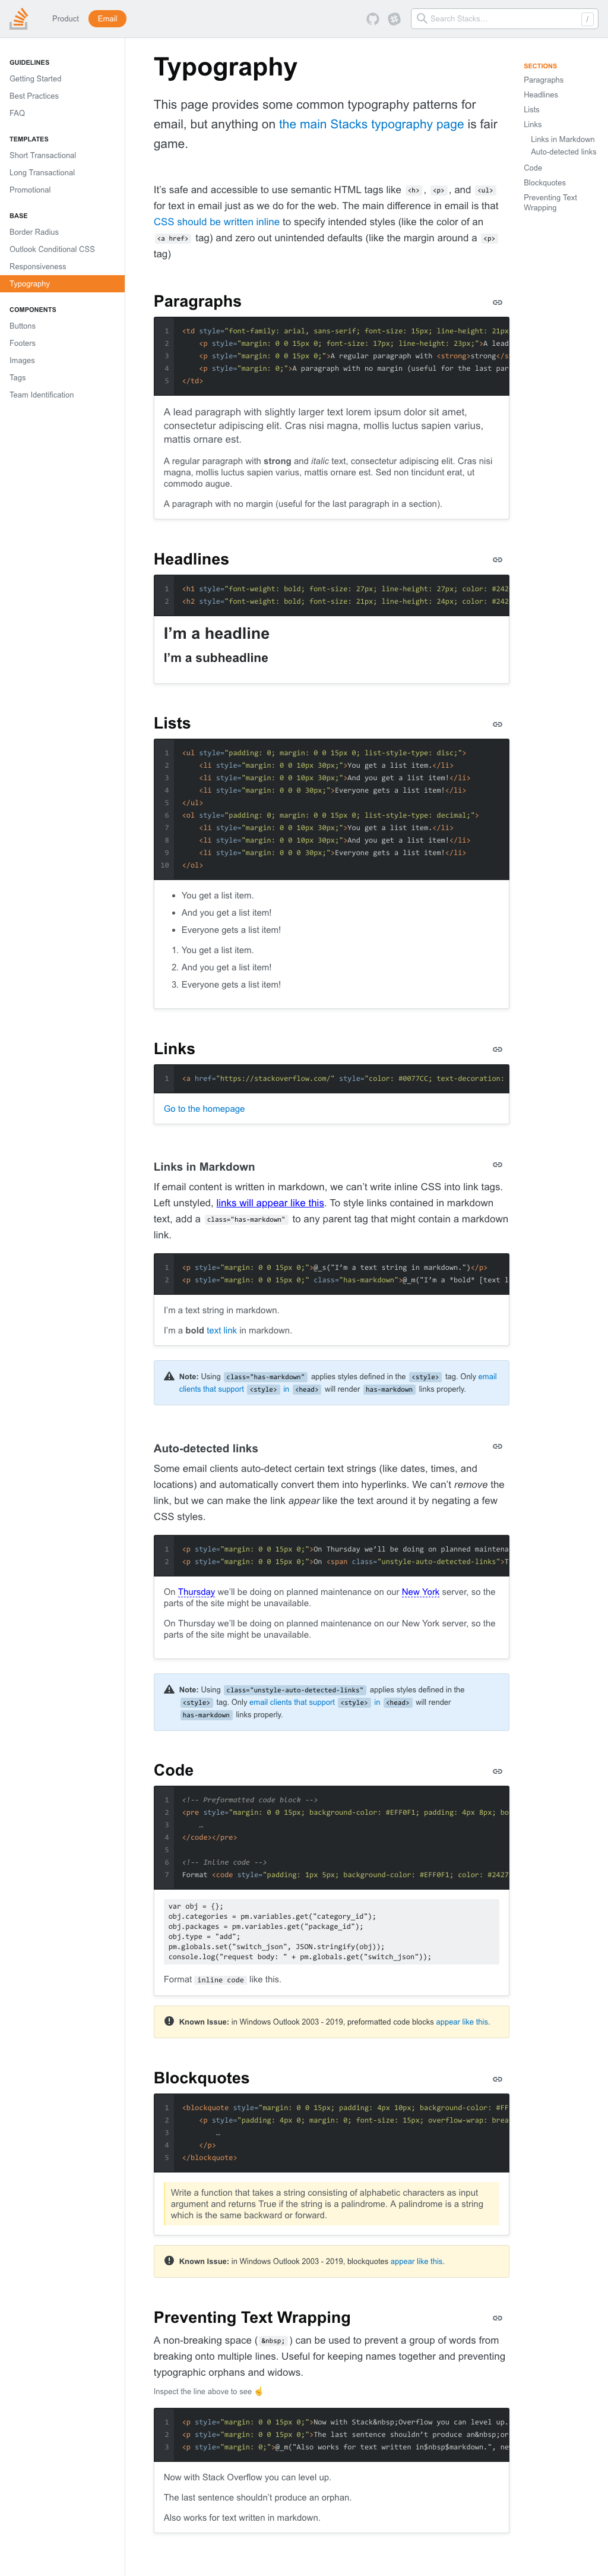 Product
Email
Search Stacks…
/
GUIDELINES
Getting Started
Best Practices
FAQ
TEMPLATES
Short Transactional
Long Transactional
Promotional
BASE
Border Radius
Outlook Conditional CSS
Responsiveness
Typography
COMPONENTS
Buttons
Footers
Images
Tags
Team Identification
Typography
This page provides some common typography patterns for
email, but anything on the main Stacks typography page is fair
game.
It’s safe and accessible to use semantic HTML tags like <h>, <p>, and <ul>
for text in email just as we do for the web. The main difference in email is that
CSS should be written inline to specify intended styles (like the color of an
<a href> tag) and zero out unintended defaults (like the margin around a <p>
tag)
SECTIONS
Paragraphs
Headlines
Lists
Links
Links in Markdown
Auto-detected links
Code
Blockquotes
Preventing Text
Wrapping
Paragraphs
1 <td style="font-family: arial, sans-serif; font-size: 15px; line-height: 21px
2 <p style="margin: 0 0 15px 0; font-size: 17px; line-height: 23px;">A lead
3 <p style="margin: 0 0 15px 0;">A regular paragraph with <strong>strong</s
4 <p style="margin: 0;">A paragraph with no margin (useful for the last par
5 </td>
A lead paragraph with slightly larger text lorem ipsum dolor sit amet,
consectetur adipiscing elit. Cras nisi magna, mollis luctus sapien varius,
mattis ornare est.
A regular paragraph with strong and italic text, consectetur adipiscing elit. Cras nisi
magna, mollis luctus sapien varius, mattis ornare est. Sed non tincidunt erat, ut
commodo augue.
A paragraph with no margin (useful for the last paragraph in a section).
Headlines
1 <h1 style="font-weight: bold; font-size: 27px; line-height: 27px; color: #242
2 <h2 style="font-weight: bold; font-size: 21px; line-height: 24px; color: #242
I’m a headline
I’m a subheadline
Lists
1 <ul style="padding: 0; margin: 0 0 15px 0; list-style-type: disc;">
2 <li style="margin: 0 0 10px 30px;">You get a list item.</li>
3 <li style="margin: 0 0 10px 30px;">And you get a list item!</li>
4 <li style="margin: 0 0 0 30px;">Everyone gets a list item!</li>
5 </ul>
6 <ol style="padding: 0; margin: 0 0 15px 0; list-style-type: decimal;">
7 <li style="margin: 0 0 10px 30px;">You get a list item.</li>
8 <li style="margin: 0 0 10px 30px;">And you get a list item!</li>
9 <li style="margin: 0 0 0 30px;">Everyone gets a list item!</li>
10 </ol>
• You get a list item.
• And you get a list item!
• Everyone gets a list item!
1. You get a list item.
2. And you get a list item!
3. Everyone gets a list item!
Links
1 <a href="https://stackoverflow.com/" style="color: #0077CC; text-decoration:
Go to the homepage
Links in Markdown
If email content is written in markdown, we can’t write inline CSS into link tags.
Left unstyled, links will appear like this. To style links contained in markdown
text, add a class="has-markdown" to any parent tag that might contain a markdown
link.
1 <p style="margin: 0 0 15px 0;">@_s("I’m a text string in markdown.")</p>
2 <p style="margin: 0 0 15px 0;" class="has-markdown">@_m("I’m a *bold* [text l
I’m a text string in markdown.
I’m a bold text link in markdown.
Note: Using class="has-markdown" applies styles defined in the <style> tag. Only email
clients that support <style> in <head> will render has-markdown links properly.
Auto-detected links
Some email clients auto-detect certain text strings (like dates, times, and
locations) and automatically convert them into hyperlinks. We can’t remove the
link, but we can make the link appear like the text around it by negating a few
CSS styles.
1 <p style="margin: 0 0 15px 0;">On Thursday we’ll be doing on planned maintena
2 <p style="margin: 0 0 15px 0;">On <span class="unstyle-auto-detected-links">T
On Thursday we’ll be doing on planned maintenance on our New York server, so the
parts of the site might be unavailable.
On Thursday we’ll be doing on planned maintenance on our New York server, so the
parts of the site might be unavailable.
Note: Using class="unstyle-auto-detected-links" applies styles defined in the
<style> tag. Only email clients that support <style> in <head> will render
has-markdown links properly.
Code
1 <!-- Preformatted code block -->
2 <pre style="margin: 0 0 15px; background-color: #EFF0F1; padding: 4px 8px; bo
3 …
4 </code></pre>
5
6 <!-- Inline code -->
7 Format <code style="padding: 1px 5px; background-color: #EFF0F1; color: #2427
var obj = {};
obj.categories = pm.variables.get("category_id");
obj.packages = pm.variables.get("package_id");
obj.type = "add";
pm.globals.set("switch_json", JSON.stringify(obj));
console.log("request body: " + pm.globals.get("switch_json"));
Format inline code like this.
Known Issue: in Windows Outlook 2003 - 2019, preformatted code blocks appear like this.
Blockquotes
1 <blockquote style="margin: 0 0 15px; padding: 4px 10px; background-color: #FF
2 <p style="padding: 4px 0; margin: 0; font-size: 15px; overflow-wrap: brea
3 …
4 </p>
5 </blockquote>
Write a function that takes a string consisting of alphabetic characters as input
argument and returns True if the string is a palindrome. A palindrome is a string
which is the same backward or forward.
Known Issue: in Windows Outlook 2003 - 2019, blockquotes appear like this.
Preventing Text Wrapping
A non-breaking space (&nbsp;) can be used to prevent a group of words from
breaking onto multiple lines. Useful for keeping names together and preventing
typographic orphans and widows.
Inspect the line above to see ☝
1 <p style="margin: 0 0 15px 0;">Now with Stack&nbsp;Overflow you can level up.
2 <p style="margin: 0 0 15px 0;">The last sentence shouldn’t produce an&nbsp;or
3 <p style="margin: 0;">@_m("Also works for text written in$nbsp$markdown.", ne
Now with Stack Overflow you can level up.
The last sentence shouldn’t produce an orphan.
Also works for text written in markdown.